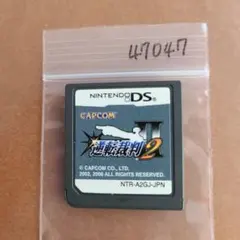 47047
NINTENDO DS
CAPCOM
逆転裁判2
© CAPCOM CO., LTD.
2002, 2006 ALL RIGHTS RESERVED.
NTR-A2GJ-JPN